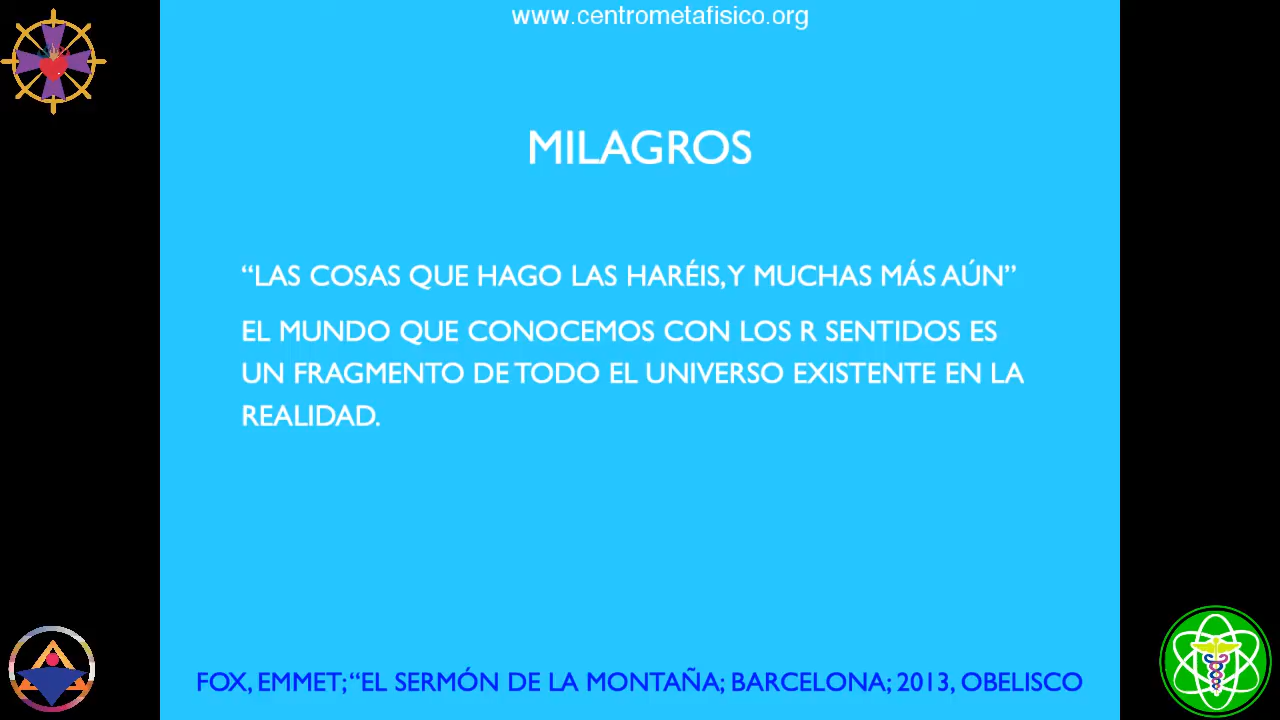 www.centrometafisico.org
MILAGROS
“LAS COSAS QUE HAGO LAS HARÉIS, Y MUCHAS MÁS AÚN”
EL MUNDO QUE CONOCEMOS CON LOS R SENTIDOS ES
UN FRAGMENTO DE TODO EL UNIVERSO EXISTENTE EN LA
REALIDAD.
FOX, EMMET; “EL SERMÓN DE LA MONTAÑA; BARCELONA; 2013, OBELISCO